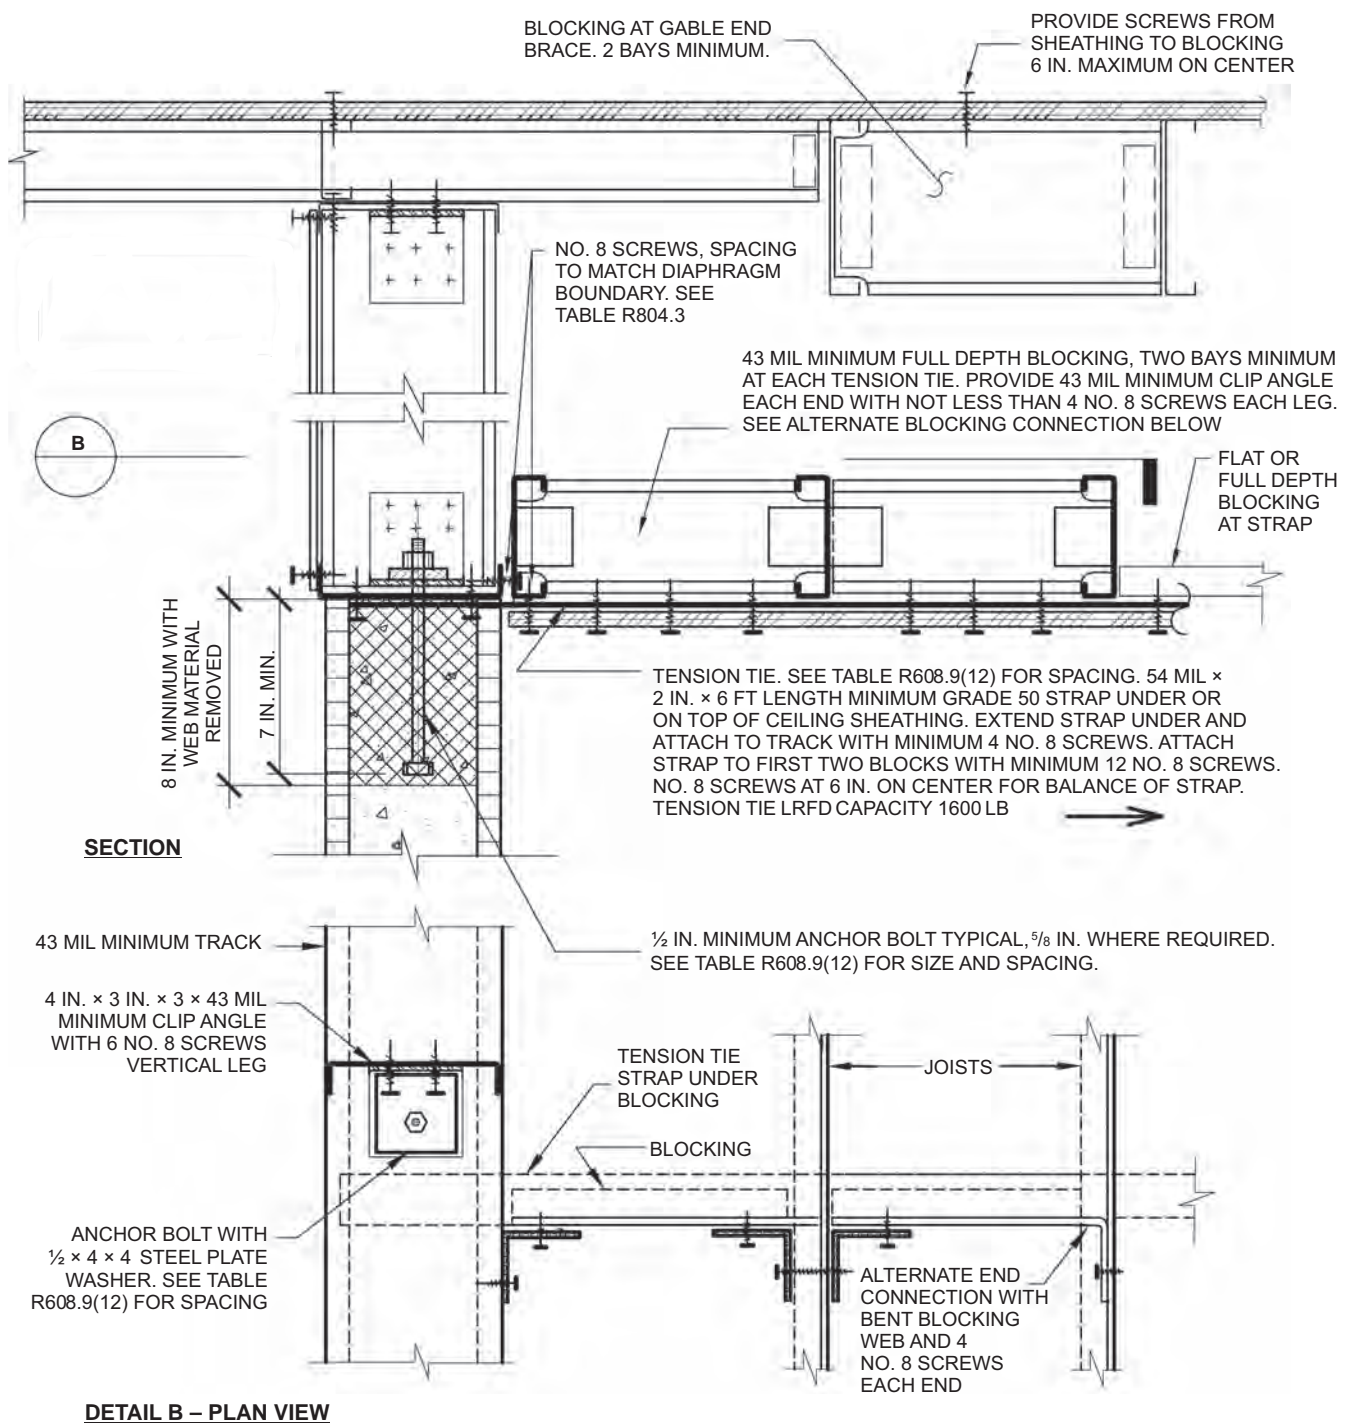 BLOCKING AT GABLE END
BRACE. 2 BAYS MINIMUM.
PROVIDE SCREWS FROM
SHEATHING TO BLOCKING
6 IN. MAXIMUM ON CENTER
NO. 8 SCREWS, SPACING
TO MATCH DIAPHRAGM
BOUNDARY. SEE
TABLE R804.3
43 MIL MINIMUM FULL DEPTH BLOCKING, TWO BAYS MINIMUM
AT EACH TENSION TIE. PROVIDE 43 MIL MINIMUM CLIP ANGLE
EACH END WITH NOT LESS THAN 4 NO. 8 SCREWS EACH LEG.
SEE ALTERNATE BLOCKING CONNECTION BELOW
B
FLAT OR
FULL DEPTH
BLOCKING
AT STRAP
8 IN. MINIMUM WITH
WEB MATERIAL
REMOVED
7 IN. MIN.
TENSION TIE. SEE TABLE R608.9(12) FOR SPACING. 54 MIL ×
2 IN. × 6 FT LENGTH MINIMUM GRADE 50 STRAP UNDER OR
ON TOP OF CEILING SHEATHING. EXTEND STRAP UNDER AND
ATTACH TO TRACK WITH MINIMUM 4 NO. 8 SCREWS. ATTACH
STRAP TO FIRST TWO BLOCKS WITH MINIMUM 12 NO. 8 SCREWS.
NO. 8 SCREWS AT 6 IN. ON CENTER FOR BALANCE OF STRAP.
TENSION TIE LRFD CAPACITY 1600 LB
SECTION
43 MIL MINIMUM TRACK
½ IN. MINIMUM ANCHOR BOLT TYPICAL, 5/8 IN. WHERE REQUIRED.
SEE TABLE R608.9(12) FOR SIZE AND SPACING.
4 IN. × 3 IN. × 3 × 43 MIL
MINIMUM CLIP ANGLE
WITH 6 NO. 8 SCREWS
VERTICAL LEG
TENSION TIE
STRAP UNDER
BLOCKING
JOISTS
BLOCKING
ANCHOR BOLT WITH
½ × 4 × 4 STEEL PLATE
WASHER. SEE TABLE
R608.9(12) FOR SPACING
ALTERNATE END
CONNECTION WITH
BENT BLOCKING
WEB AND 4
NO. 8 SCREWS
EACH END
DETAIL B – PLAN VIEW